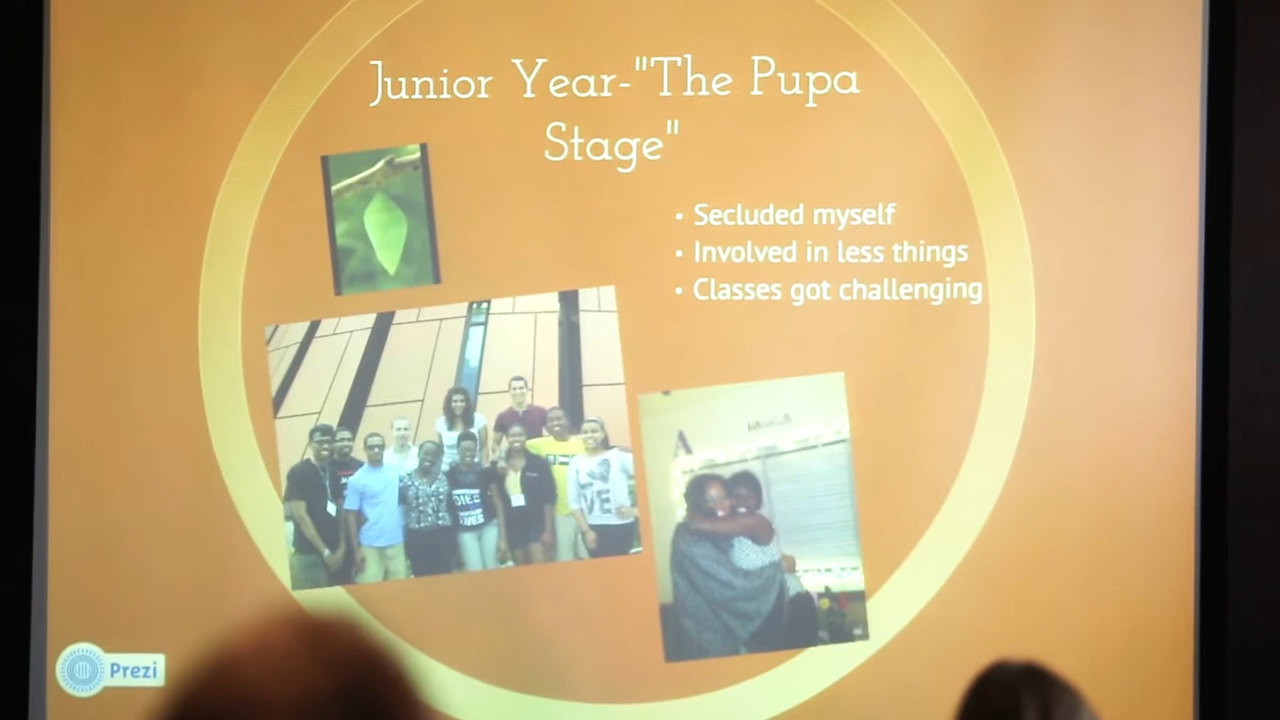 Junior Year-"The Pupa
Stage"
• Secluded myself
• Involved in less things
• Classes got challenging
A
Prezi